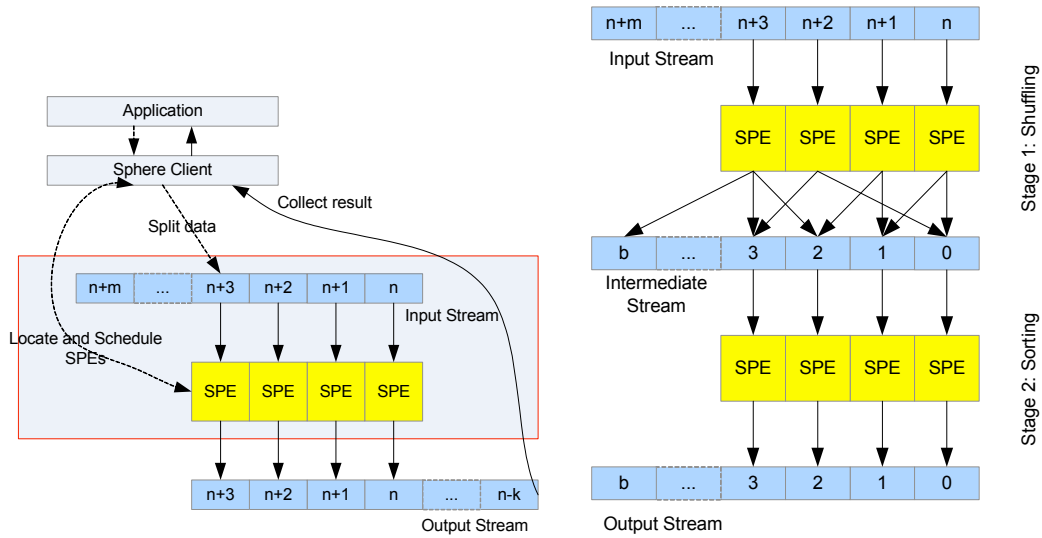 Application
Sphere Client
Collect result
Split data
n+m ... n+3 n+2 n+1 n
Input Stream
Locate and Schedule
SPEs
SPE SPE SPE SPE
n+3 n+2 n+1 n ... n-k
Output Stream
n+m ... n+3 n+2 n+1 n
Input Stream
SPE SPE SPE SPE
Stage 1: Shuffling
b ... 3 2 1 0
Intermediate
Stream
SPE SPE SPE SPE
Stage 2: Sorting
b ... 3 2 1 0
Output Stream